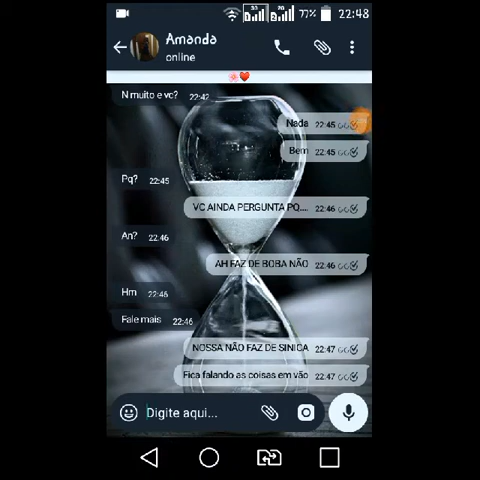 3G 2G 77% 22:48
Amanda
online
N muito e vc? 22:42
Nada 22:45
Bem 22:45
Pq? 22:45
VC AINDA PERGUNTA PQ.... 22:46
An? 22:46
AH FAZ DE BOBA NÃO 22:46
Hm 22:46
Fale mais 22:46
NOSSA NÃO FAZ DE SINICA 22:47
Fica falando as coisas em vão 22:47
Digite aqui...